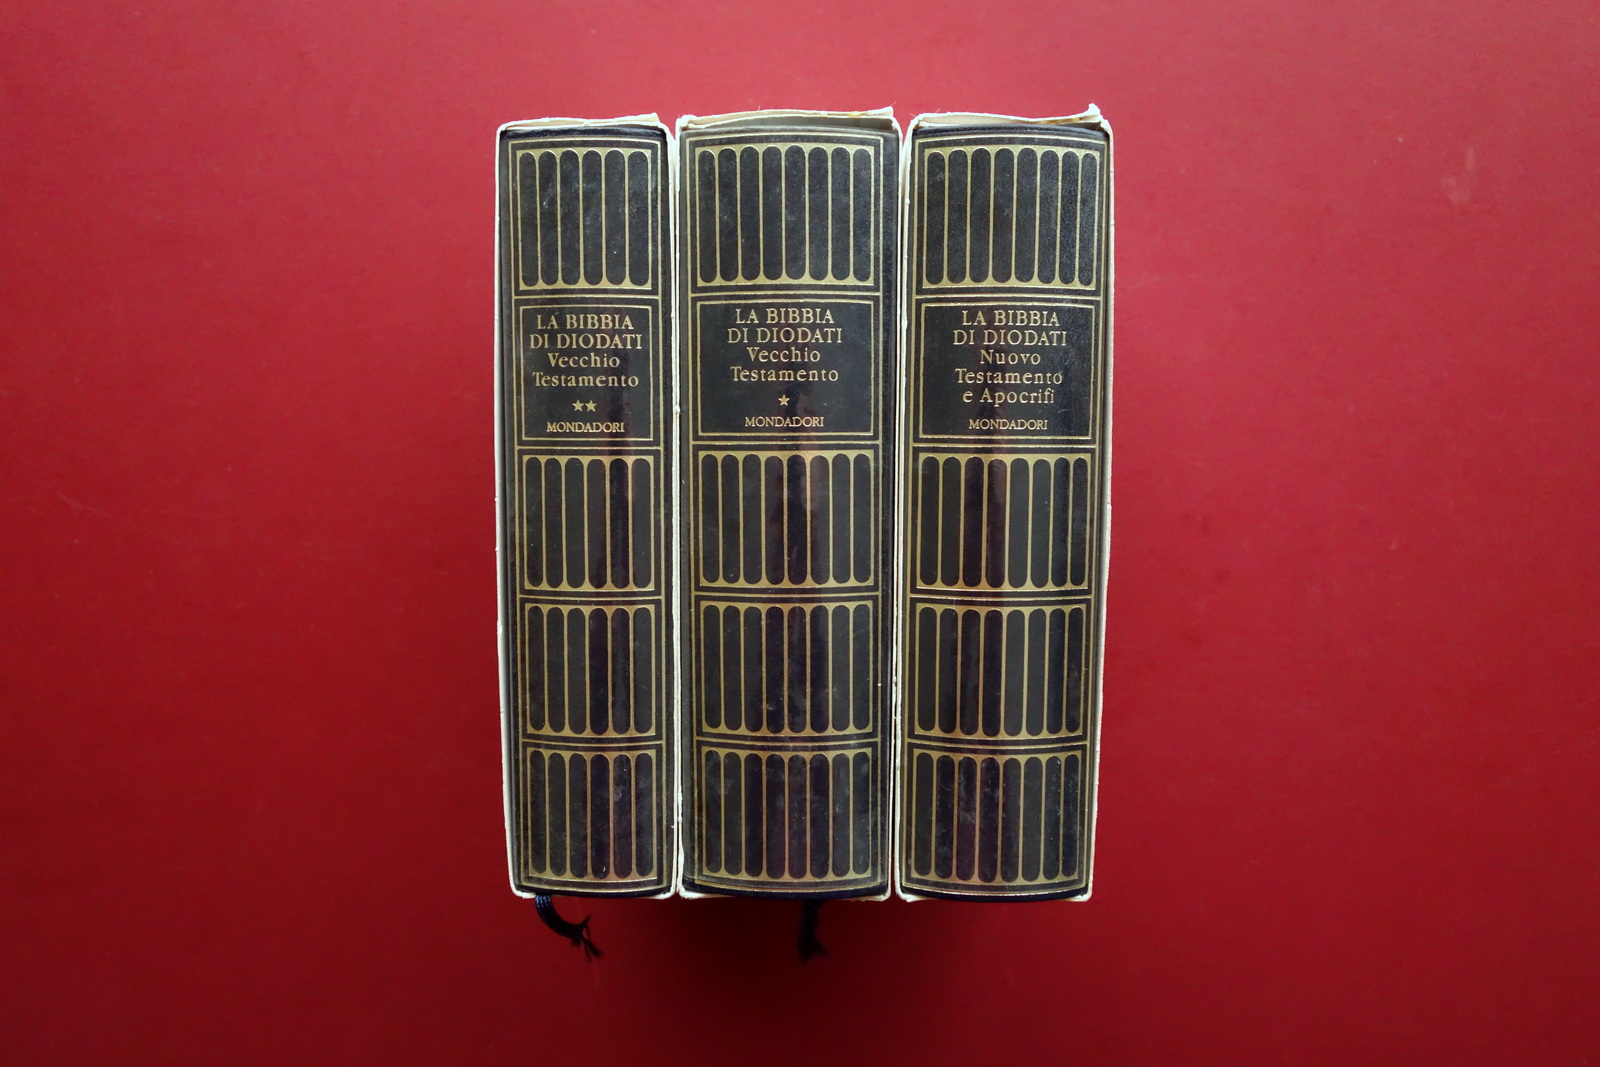 LA BIBBIA
DI DIODATI
Vecchio
Testamento
★★
MONDADORI
LA BIBBIA
DI DIODATI
Vecchio
Testamento
★
MONDADORI
LA BIBBIA
DI DIODATI
Nuovo
Testamento
e Apocrifi
MONDADORI